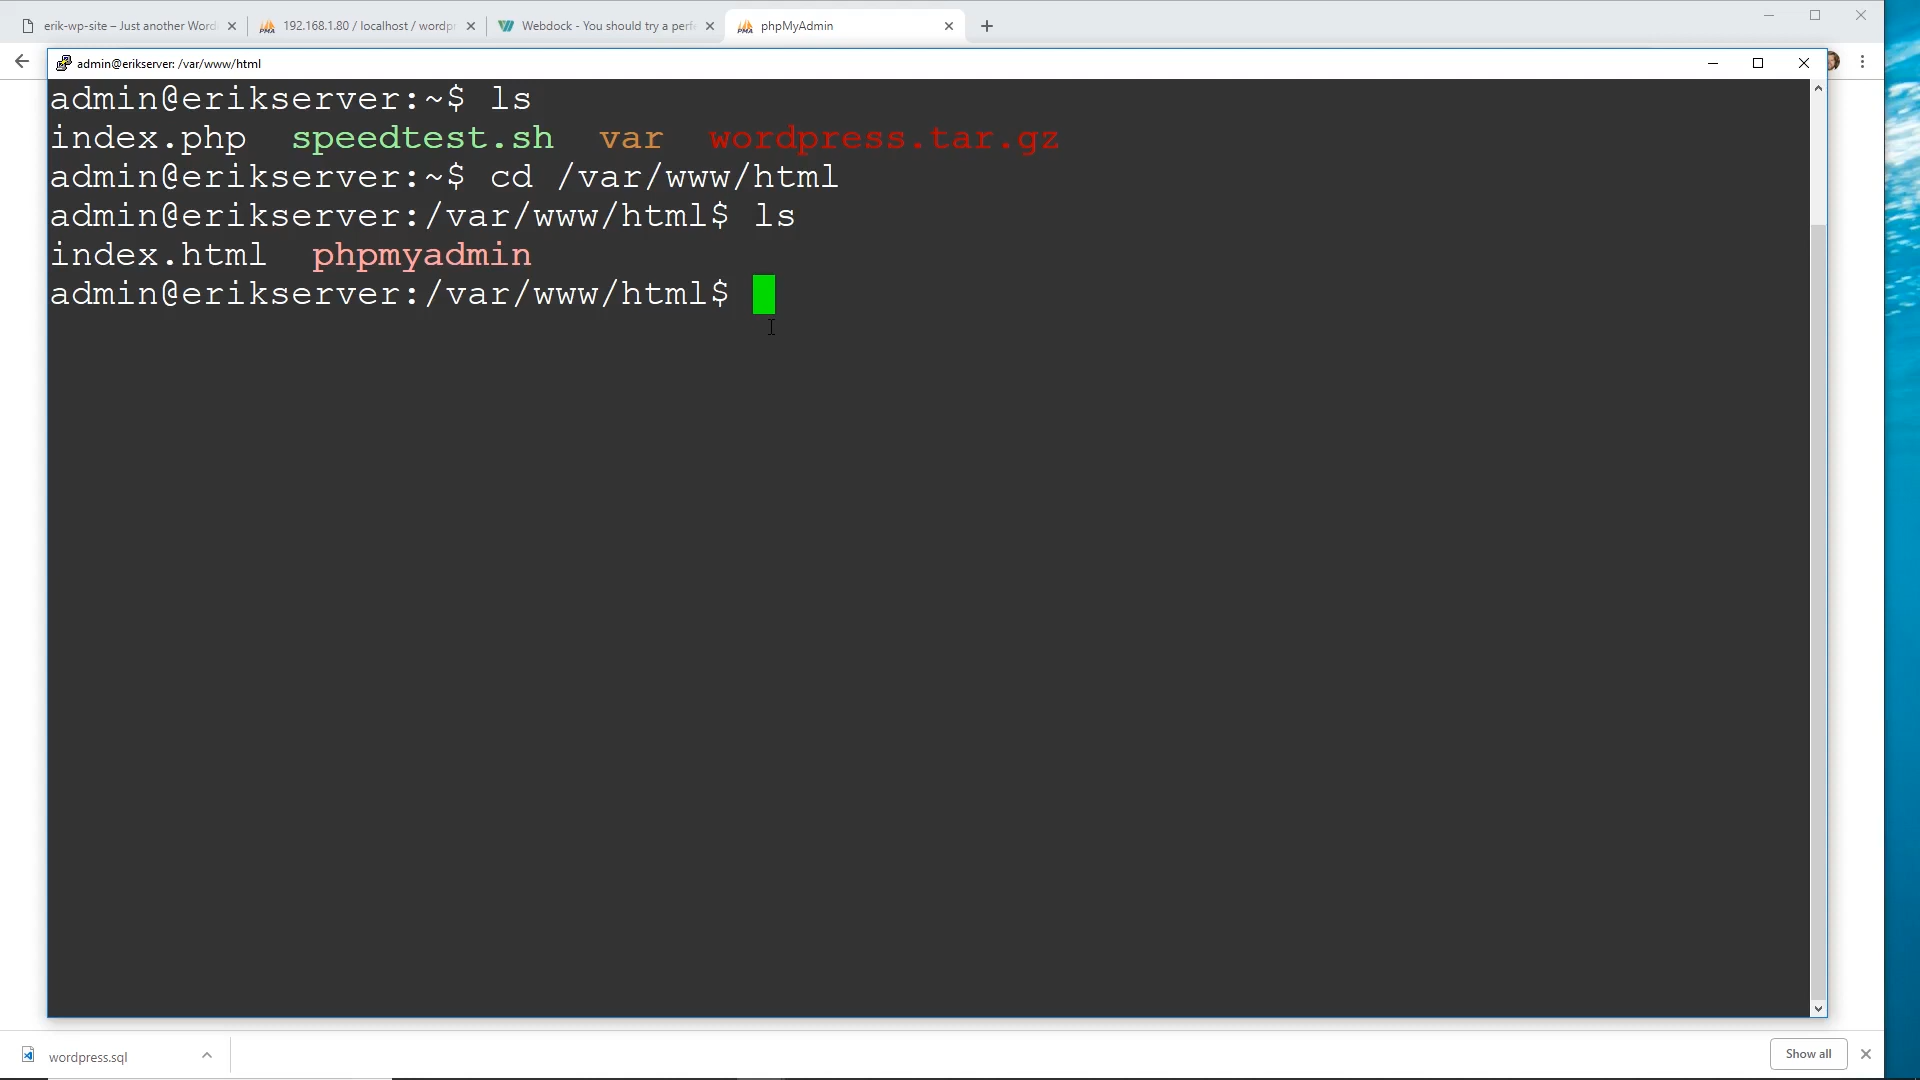 erik-wp-site – Just another Word
192.168.1.80 / localhost / wordpr
Webdock - You should try a perfe
phpMyAdmin
admin@erikserver: /var/www/html
admin@erikserver:~$ ls
index.php speedtest.sh var wordpress.tar.gz
admin@erikserver:~$ cd /var/www/html
admin@erikserver:/var/www/html$ ls
index.html phpmyadmin
admin@erikserver:/var/www/html$
wordpress.sql
Show all